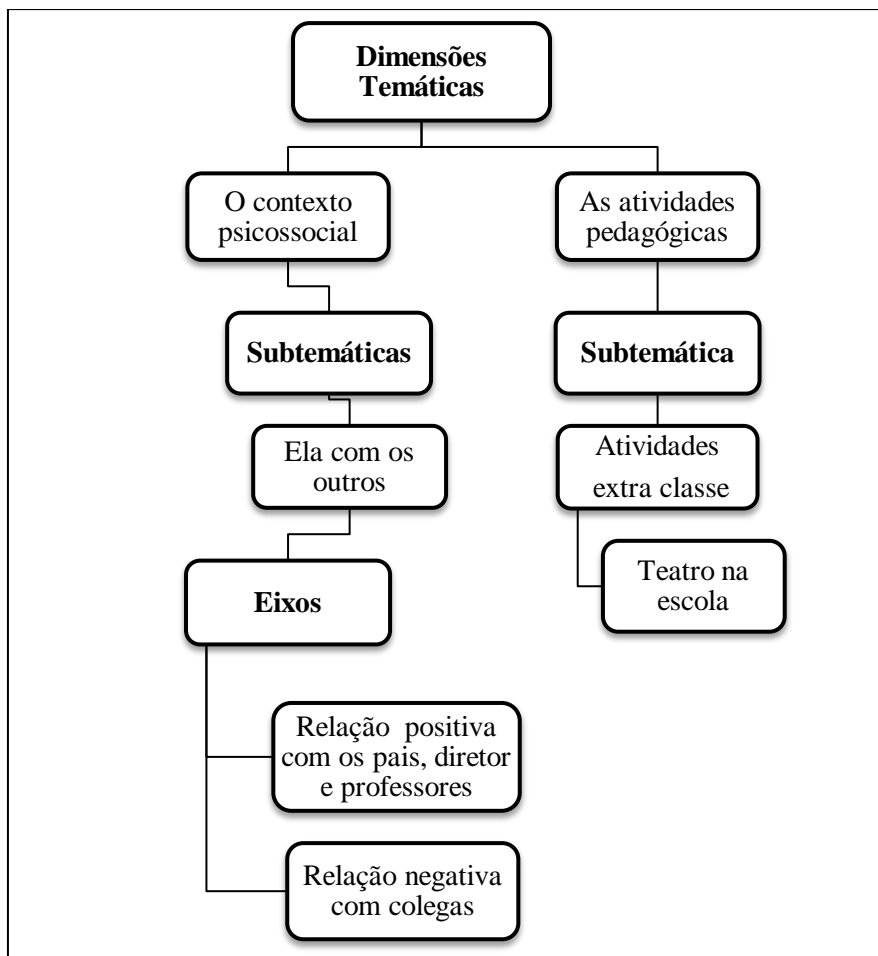 Dimensões
Temáticas
O contexto
psicossocial
As atividades
pedagógicas
Subtemáticas
Subtemática
Ela com os
outros
Atividades
extra classe
Eixos
Teatro na
escola
Relação positiva
com os pais, diretor
e professores
Relação negativa
com colegas